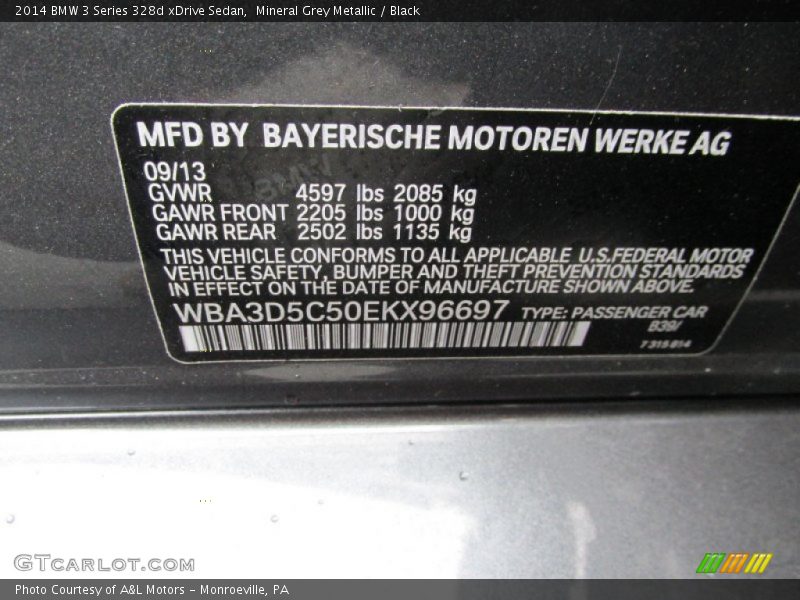 2014 BMW 3 Series 328d xDrive Sedan,  Mineral Grey Metallic / Black
MFD BY BAYERISCHE MOTOREN WERKE AG
09/13
GVWR 4597 lbs 2085 kg
GAWR FRONT 2205 lbs 1000 kg
GAWR REAR 2502 lbs 1135 kg
THIS VEHICLE CONFORMS TO ALL APPLICABLE U.S.FEDERAL MOTOR
VEHICLE SAFETY, BUMPER AND THEFT PREVENTION STANDARDS
IN EFFECT ON THE DATE OF MANUFACTURE SHOWN ABOVE.
WBA3D5C50EKX96697 TYPE: PASSENGER CAR
B39/
GTCARLOT.COM
Photo Courtesy of A&L Motors – Monroeville, PA